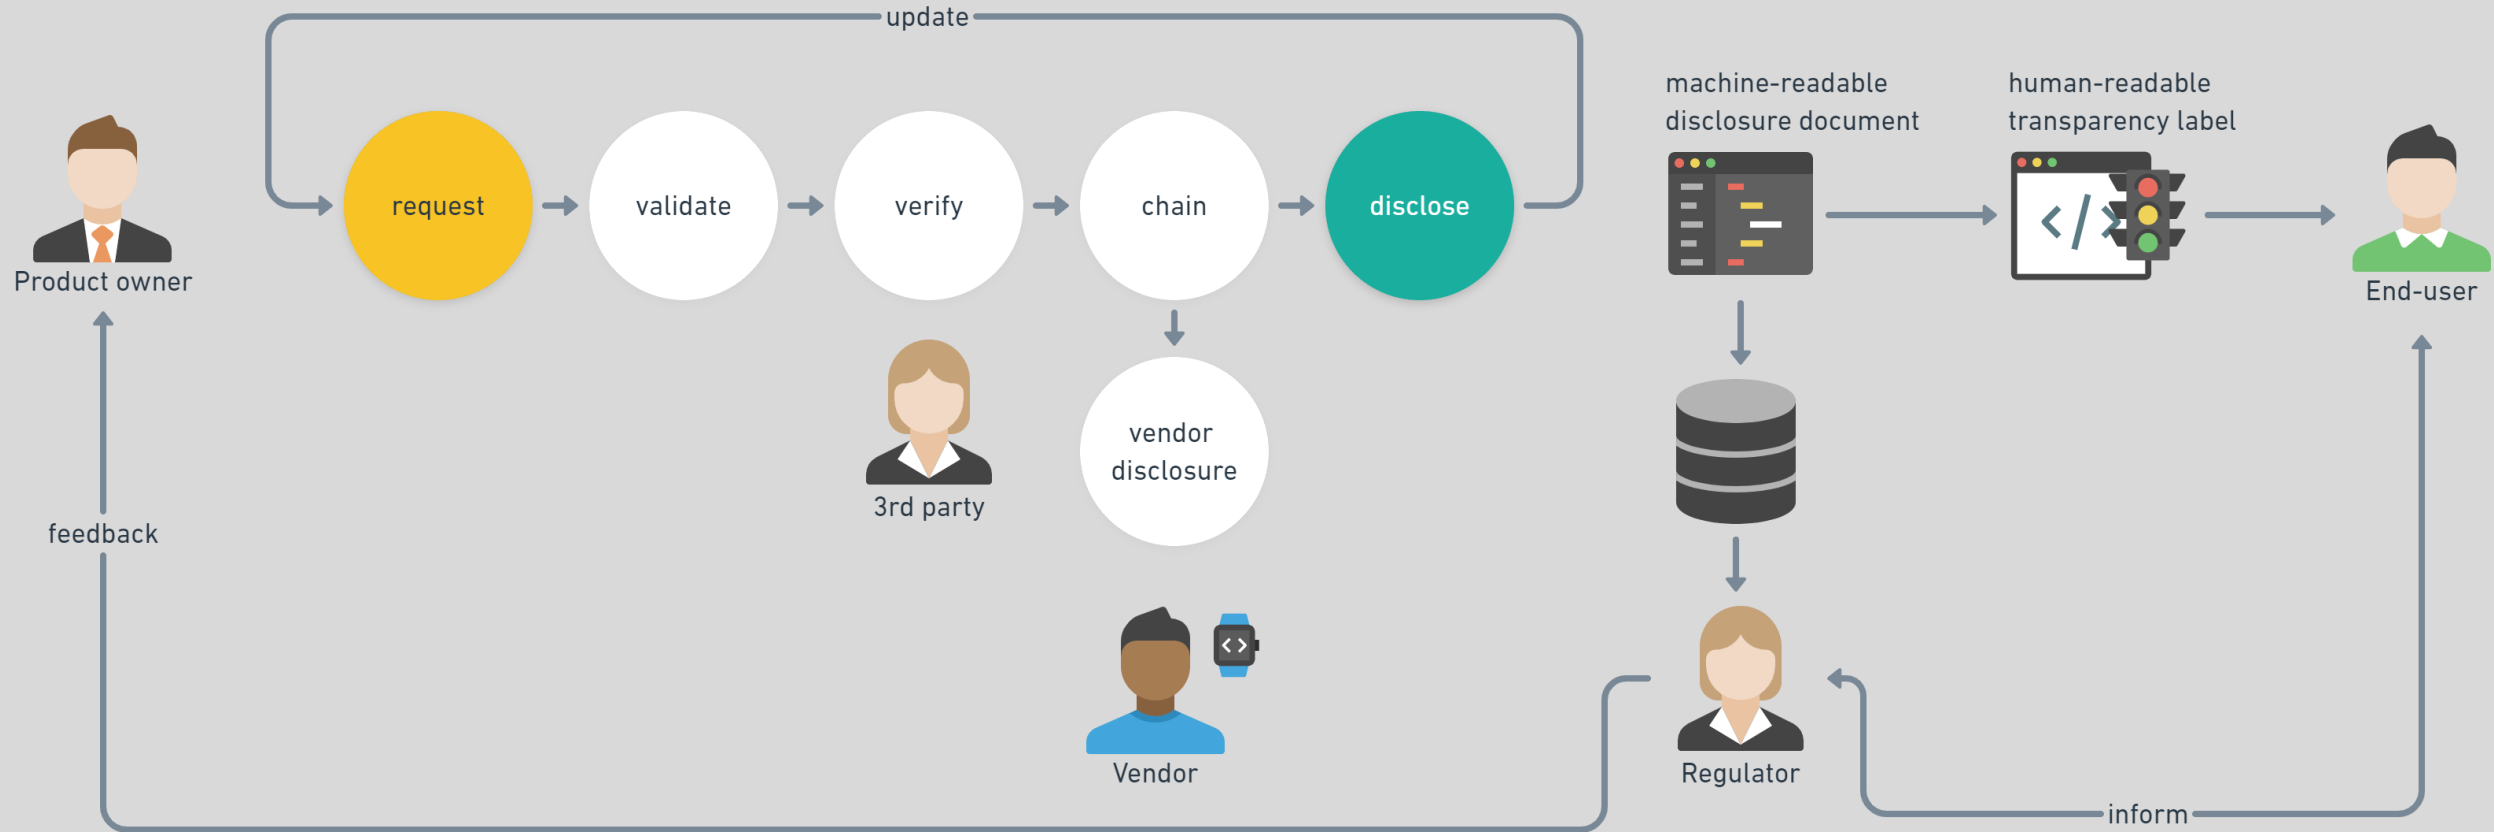 update
machine-readable
disclosure document
human-readable
transparency label
request
validate
verify
chain
disclose
Product owner
End-user
vendor
disclosure
3rd party
feedback
Vendor
Regulator
inform